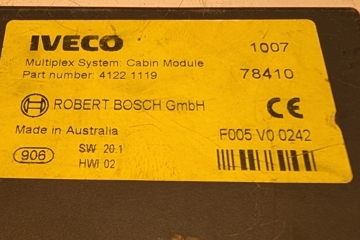 IVECO 1007
Multiplex System: Cabin Module
Part number: 4122 1119 78410
ROBERT BOSCH GmbH CE
Made in Australia F005 V0 0242
906 SW 20.1
HWI 02